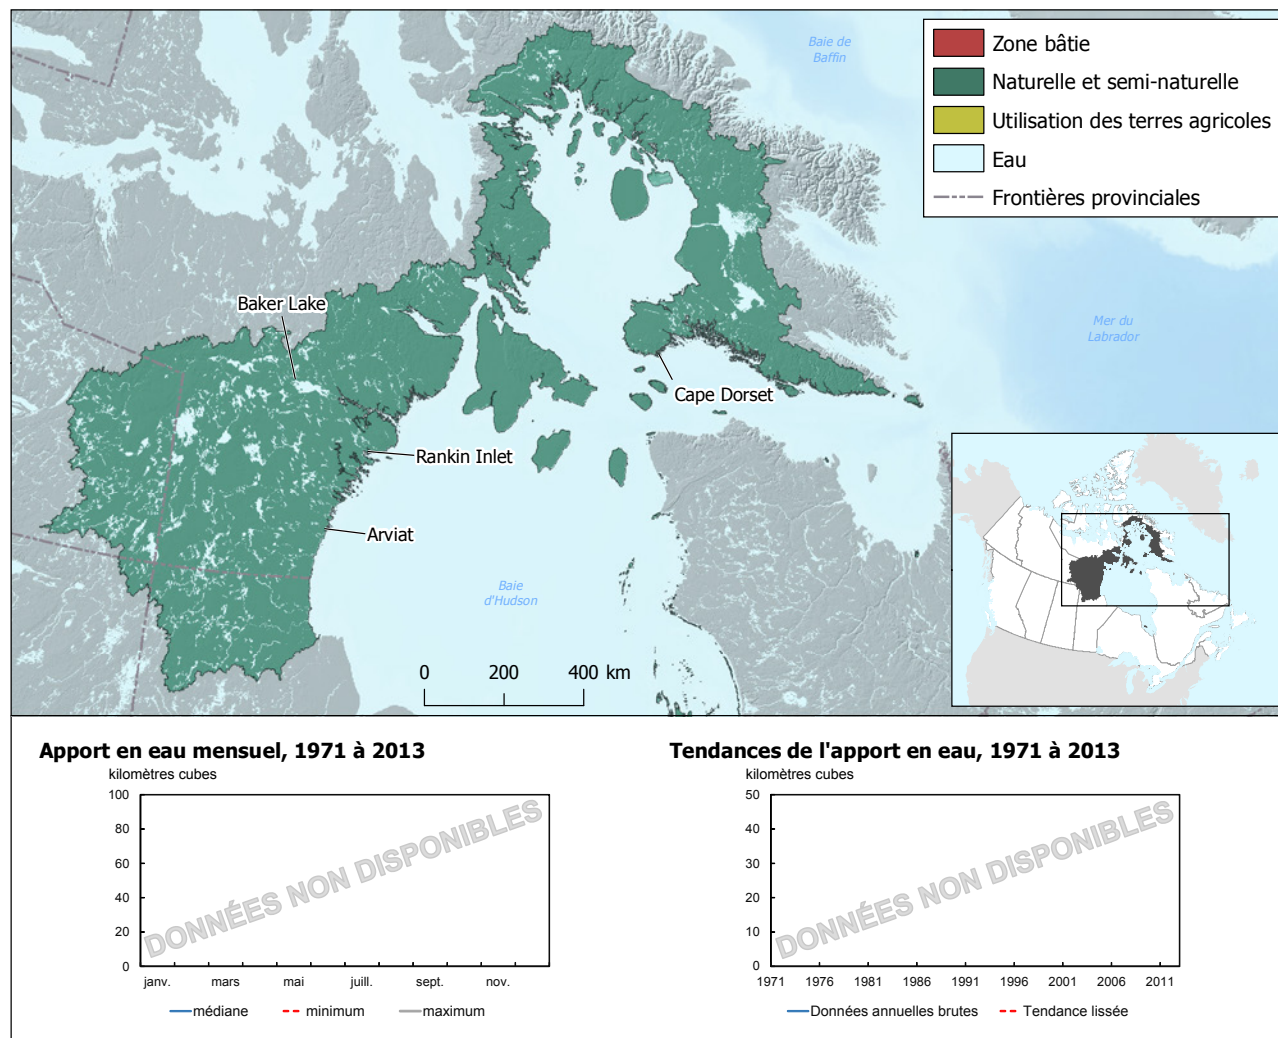 Zone bâtie
Naturelle et semi-naturelle
Utilisation des terres agricoles
Eau
Frontières provinciales
Baie de
Baffin
Mer du
Labrador
Baker Lake
Cape Dorset
Rankin Inlet
Arviat
Baie
d'Hudson
0 200 400 km
Apport en eau mensuel, 1971 à 2013
kilomètres cubes
100
80
60
40
20
0
DONNÉES NON DISPONIBLES
janv. mars mai juill. sept. nov.
médiane minimum maximum
Tendances de l'apport en eau, 1971 à 2013
kilomètres cubes
50
40
30
20
10
0
DONNÉES NON DISPONIBLES
1971 1976 1981 1986 1991 1996 2001 2006 2011
Données annuelles brutes Tendance lissée